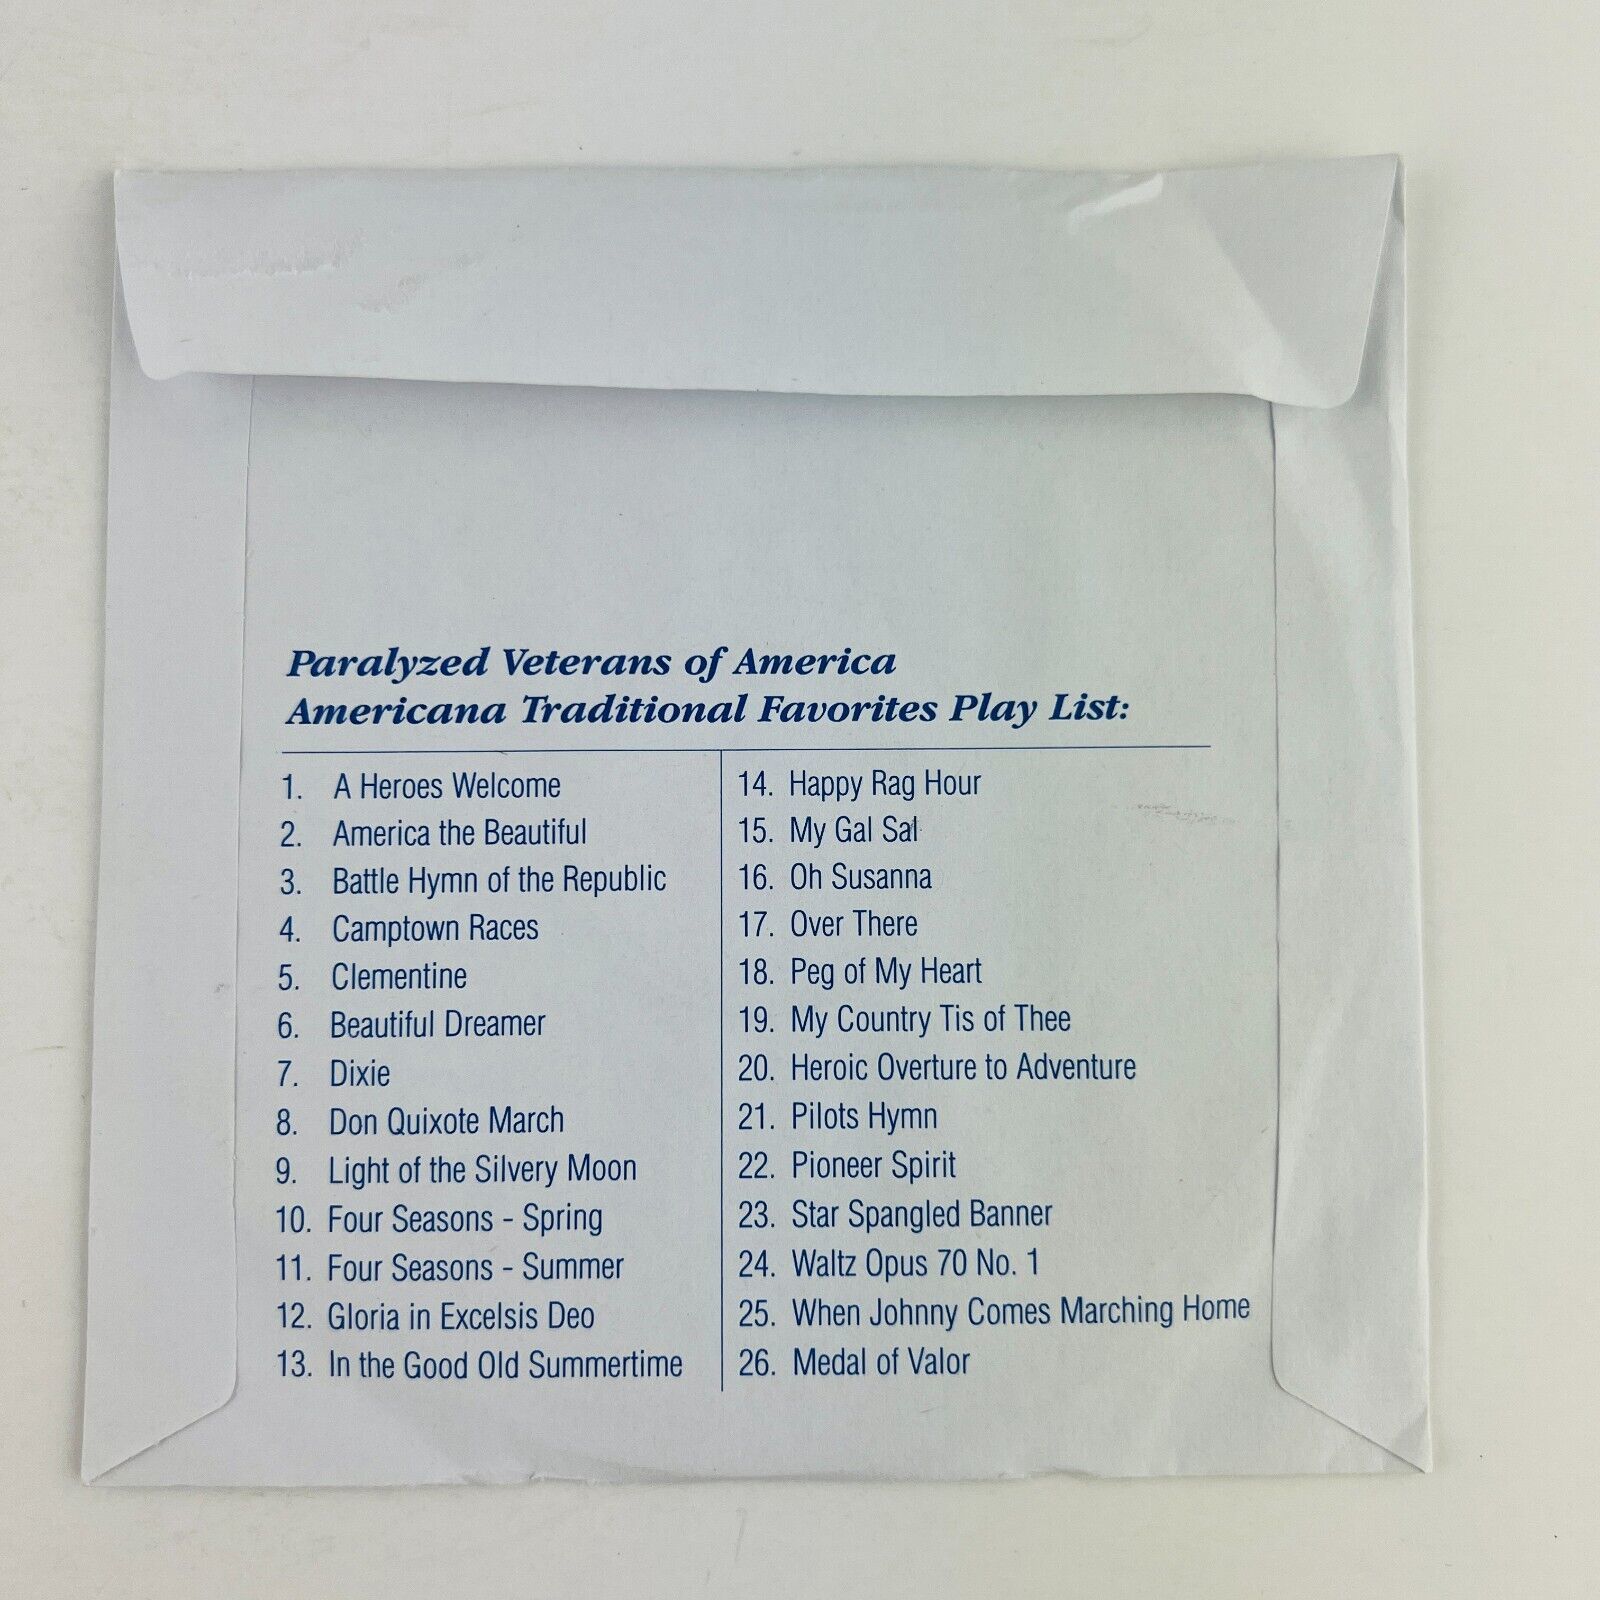 Paralyzed Veterans of America
Americana Traditional Favorites Play List:
1. A Heroes Welcome
2. America the Beautiful
3. Battle Hymn of the Republic
4. Camptown Races
5. Clementine
6. Beautiful Dreamer
7. Dixie
8. Don Quixote March
9. Light of the Silvery Moon
10. Four Seasons - Spring
11. Four Seasons - Summer
12. Gloria in Excelsis Deo
13. In the Good Old Summertime
14. Happy Rag Hour
15. My Gal Sal
16. Oh Susanna
17. Over There
18. Peg of My Heart
19. My Country Tis of Thee
20. Heroic Overture to Adventure
21. Pilots Hymn
22. Pioneer Spirit
23. Star Spangled Banner
24. Waltz Opus 70 No. 1
25. When Johnny Comes Marching Home
26. Medal of Valor